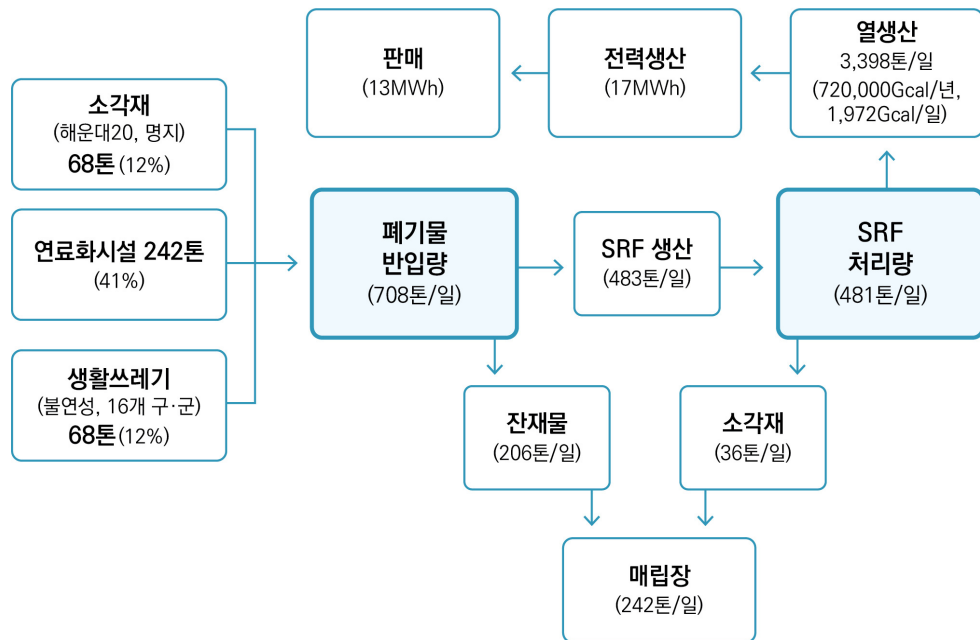 판매
(13MWh)
전력생산
(17MWh)
열생산
3,398톤/일
(720,000Gcal/년,
1,972Gcal/일)
소각재
(해운대20, 명지)
68톤(12%)
연료화시설 242톤
(41%)
생활쓰레기
(불연성, 16개 구·군)
68톤(12%)
폐기물
반입량
(708톤/일)
SRF 생산
(483톤/일)
SRF
처리량
(481톤/일)
잔재물
(206톤/일)
소각재
(36톤/일)
매립장
(242톤/일)